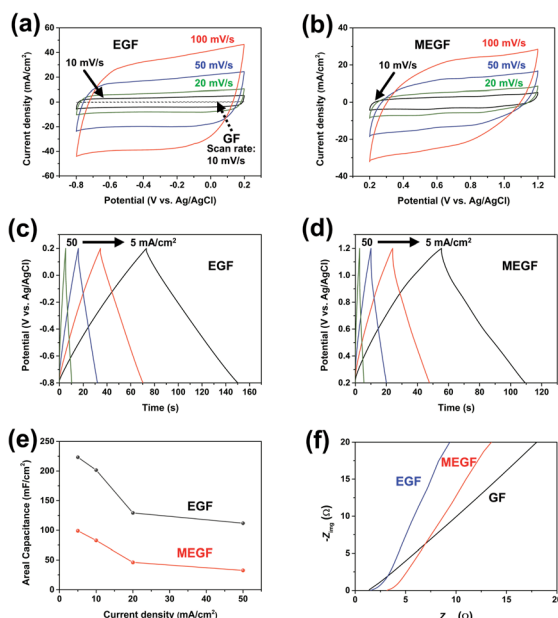 (a)
EGF
100 mV/s
10 mV/s
50 mV/s
20 mV/s
GF
Scan rate:
10 mV/s
Current density (mA/cm²)
60
40
20
0
-20
-40
-60
-0.8
-0.4
0.0
0.2
Potential (V vs. Ag/AgCl)
(b)
MEGF
100 mV/s
10 mV/s
50 mV/s
20 mV/s
Current density (mA/cm²)
40
20
0
-20
-40
0.2
0.4
0.6
0.8
1.0
1.2
Potential (V vs. Ag/AgCl)
(c)
50
5 mA/cm²
EGF
Potential (V vs. Ag/AgCl)
0.2
0.0
-0.2
-0.4
-0.6
-0.8
0
20
40
60
80
100
120
140
160
Time (s)
(d)
50
5 mA/cm²
MEGF
Potential (V vs. Ag/AgCl)
1.2
1.0
0.8
0.6
0.4
0.2
0
20
40
60
80
100
120
Time (s)
(e)
EGF
MEGF
Areal Capacitance (mF/cm²)
250
225
200
175
150
125
100
75
50
25
0
0
10
20
30
40
50
Current density (mA/cm²)
(f)
EGF
MEGF
GF
-Zimg (Ω)
20
15
10
5
0
0
5
10
15
20
Z (Ω)